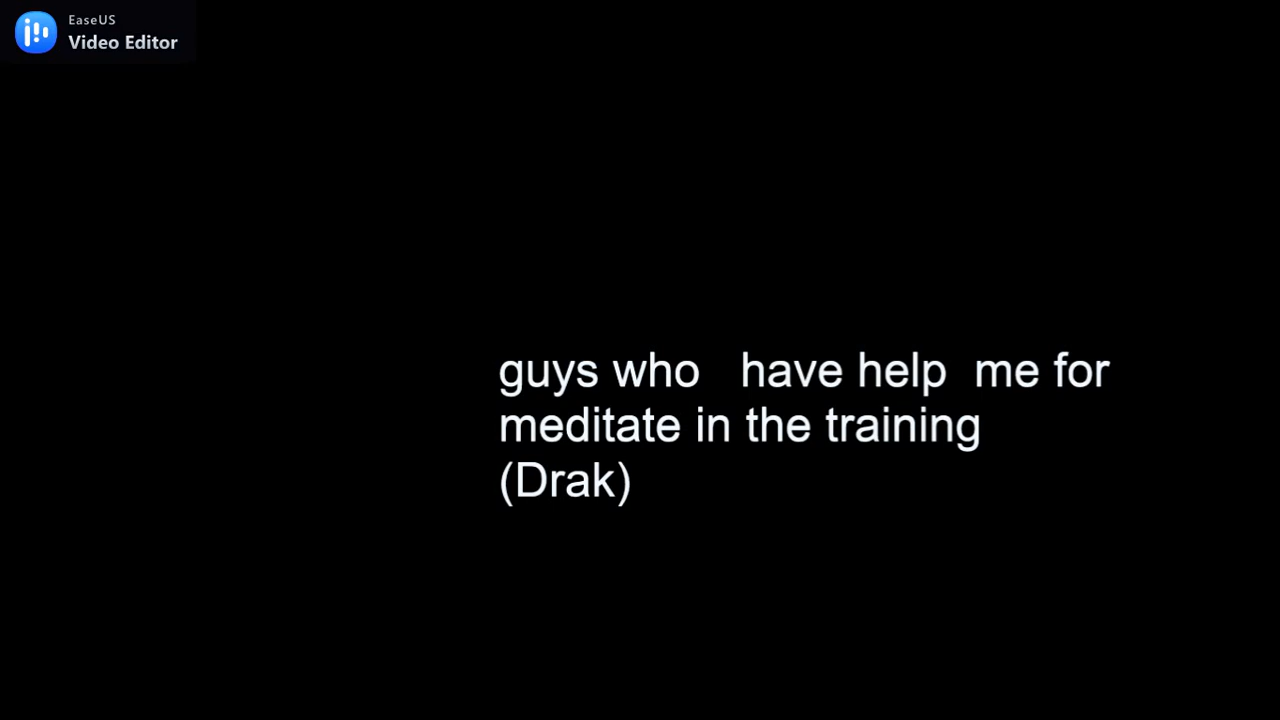 EaseUS
Video Editor
guys who   have help  me for
meditate in the training
(Drak)